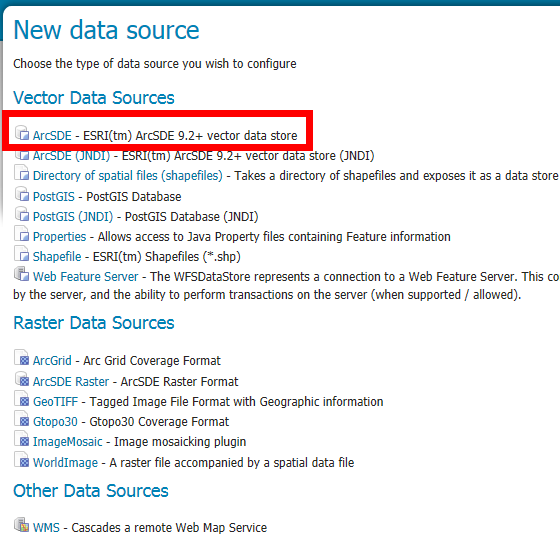 New data source
Choose the type of data source you wish to configure
Vector Data Sources
ArcSDE - ESRI(tm) ArcSDE 9.2+ vector data store
ArcSDE (JNDI) - ESRI(tm) ArcSDE 9.2+ vector data store (JNDI)
Directory of spatial files (shapefiles) - Takes a directory of shapefiles and exposes it as a data store
PostGIS - PostGIS Database
PostGIS (JNDI) - PostGIS Database (JNDI)
Properties - Allows access to Java Property files containing Feature information
Shapefile - ESRI(tm) Shapefiles (*.shp)
Web Feature Server - The WFSDataStore represents a connection to a Web Feature Server. This co
by the server, and the ability to perform transactions on the server (when supported / allowed).
Raster Data Sources
ArcGrid - Arc Grid Coverage Format
ArcSDE Raster - ArcSDE Raster Format
GeoTIFF - Tagged Image File Format with Geographic information
Gtopo30 - Gtopo30 Coverage Format
ImageMosaic - Image mosaicking plugin
WorldImage - A raster file accompanied by a spatial data file
Other Data Sources
WMS - Cascades a remote Web Map Service